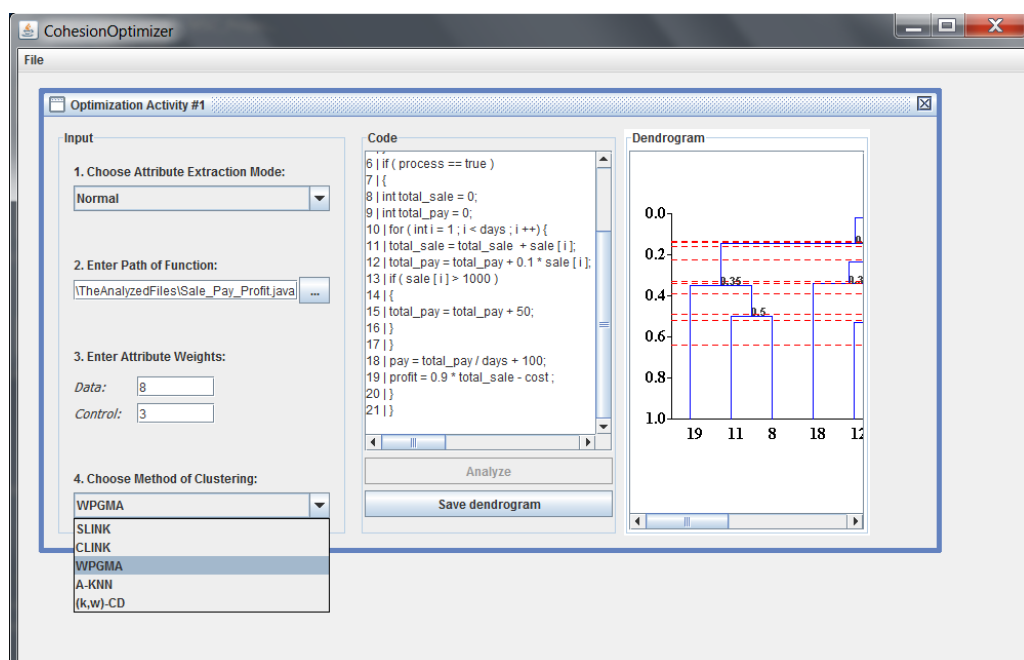 CohesionOptimizer
File
Optimization Activity #1
Input
1. Choose Attribute Extraction Mode:
Normal
2. Enter Path of Function:
\TheAnalyzedFiles\Sale_Pay_Profit.java
...
3. Enter Attribute Weights:
Data: 8
Control: 3
4. Choose Method of Clustering:
WPGMA
SLINK
CLINK
WPGMA
A-KNN
(k,w)-CD
Code
6 | if ( process == true )
7 | {
8 | int total_sale = 0;
9 | int total_pay = 0;
10 | for ( int i = 1 ; i < days ; i ++) {
11 | total_sale = total_sale + sale [ i ];
12 | total_pay = total_pay + 0.1 * sale [ i ];
13 | if ( sale [ i ] > 1000 )
14 | {
15 | total_pay = total_pay + 50;
16 | }
17 | }
18 | pay = total_pay / days + 100;
19 | profit = 0.9 * total_sale - cost ;
20 | }
21 | }
Analyze
Save dendrogram
Dendrogram
0.0
0.2
0.35
0.4
0.5
0.6
0.8
1.0
19 11 8 18 12